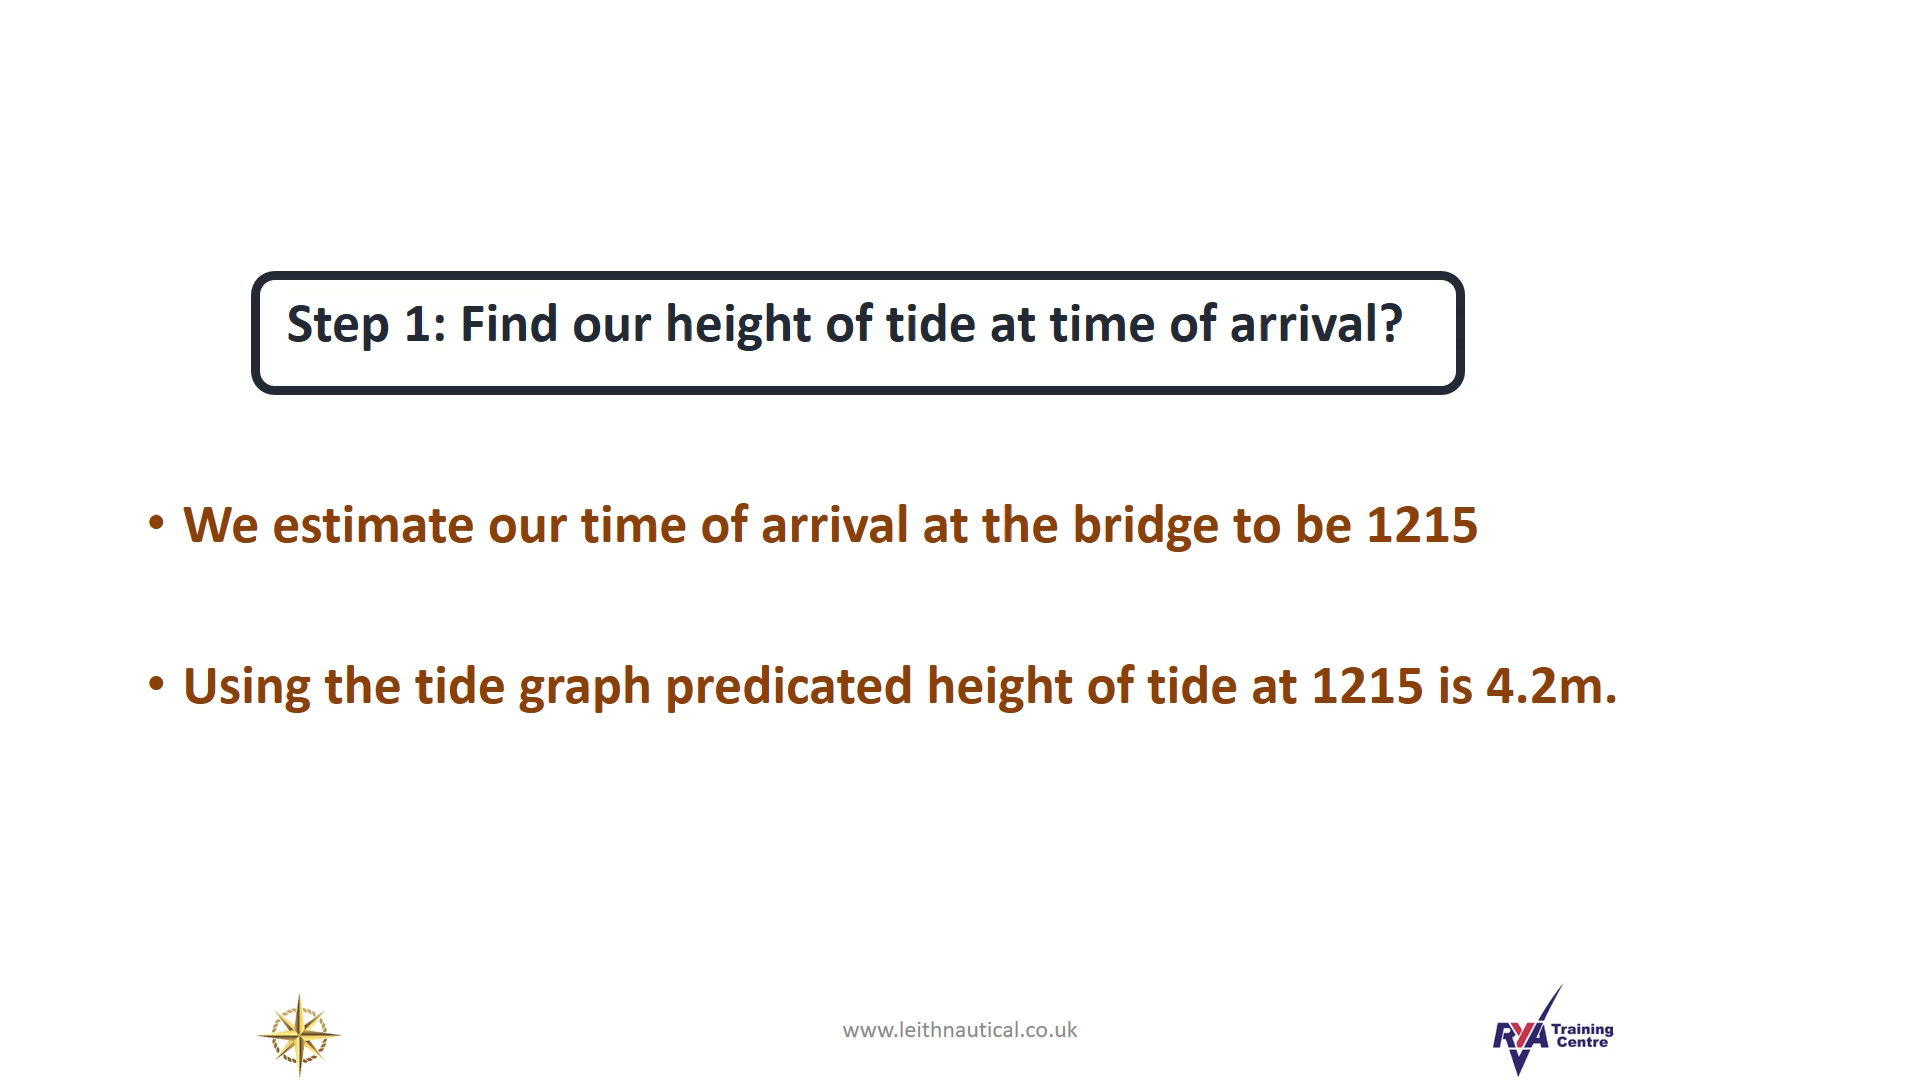 Step 1: Find our height of tide at time of arrival?
• We estimate our time of arrival at the bridge to be 1215
• Using the tide graph predicated height of tide at 1215 is 4.2m.
www.leithnautical.co.uk
RYA Training
Centre